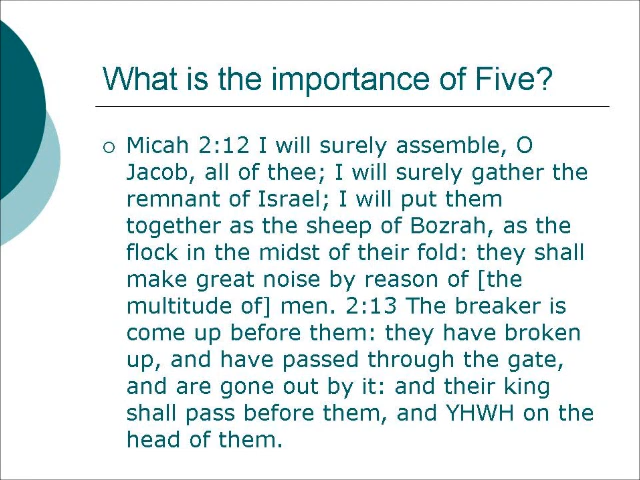 What is the importance of Five?
Micah 2:12 I will surely assemble, O
Jacob, all of thee; I will surely gather the
remnant of Israel; I will put them
together as the sheep of Bozrah, as the
flock in the midst of their fold: they shall
make great noise by reason of [the
multitude of] men. 2:13 The breaker is
come up before them: they have broken
up, and have passed through the gate,
and are gone out by it: and their king
shall pass before them, and YHWH on the
head of them.